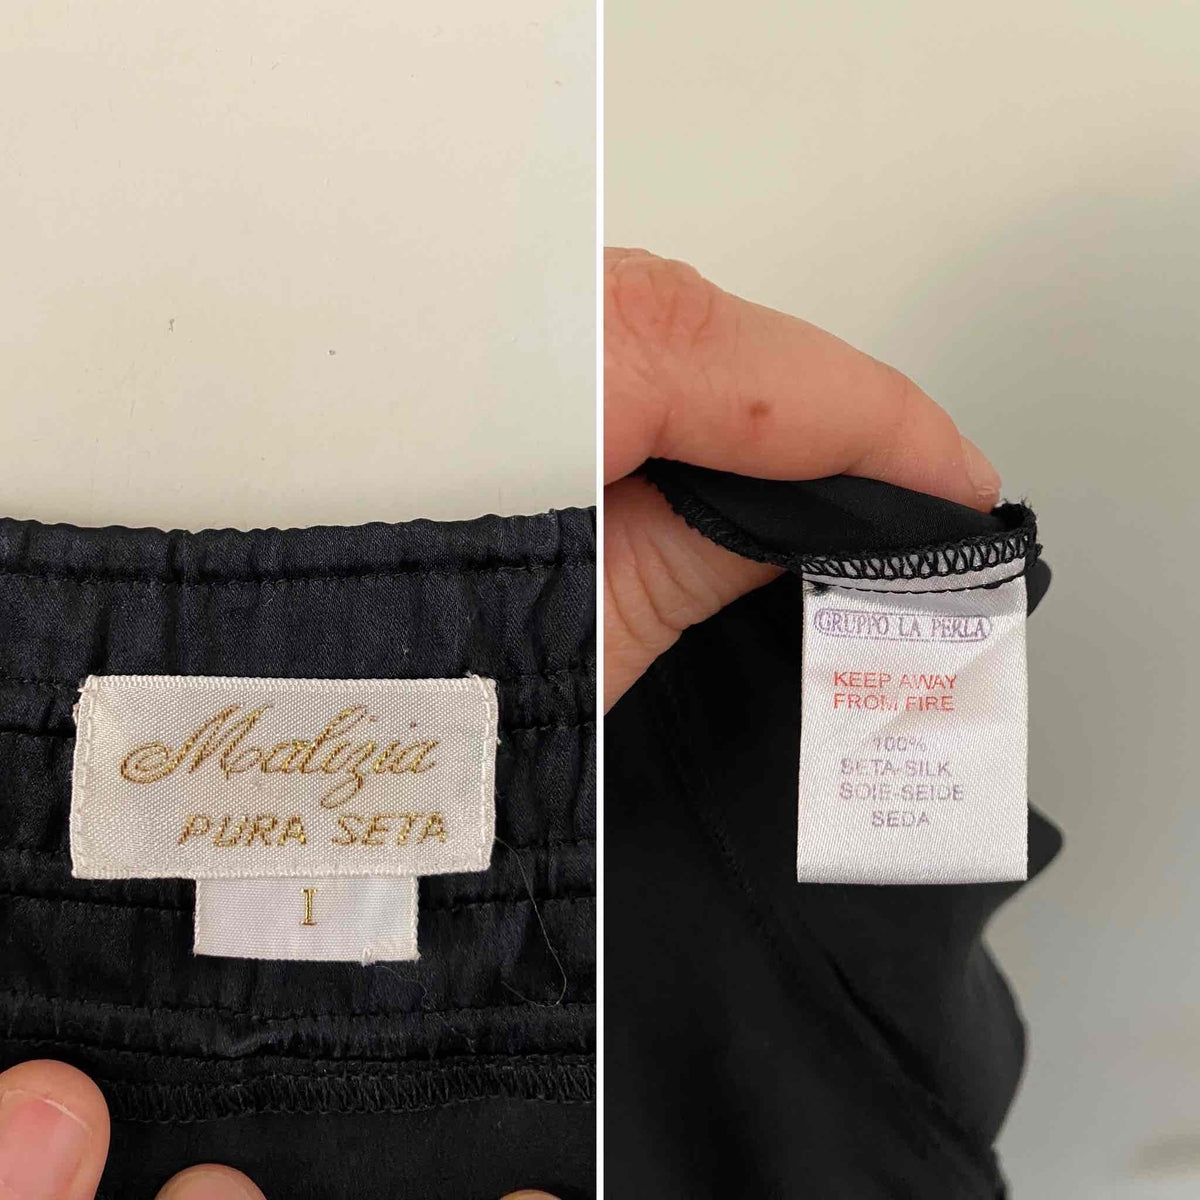 Malizia
PURA SETA
I
GRUPPO LA PERLA
KEEP AWAY
FROM FIRE
100%
SETA-SILK
SOIE-SEIDE
SEDA